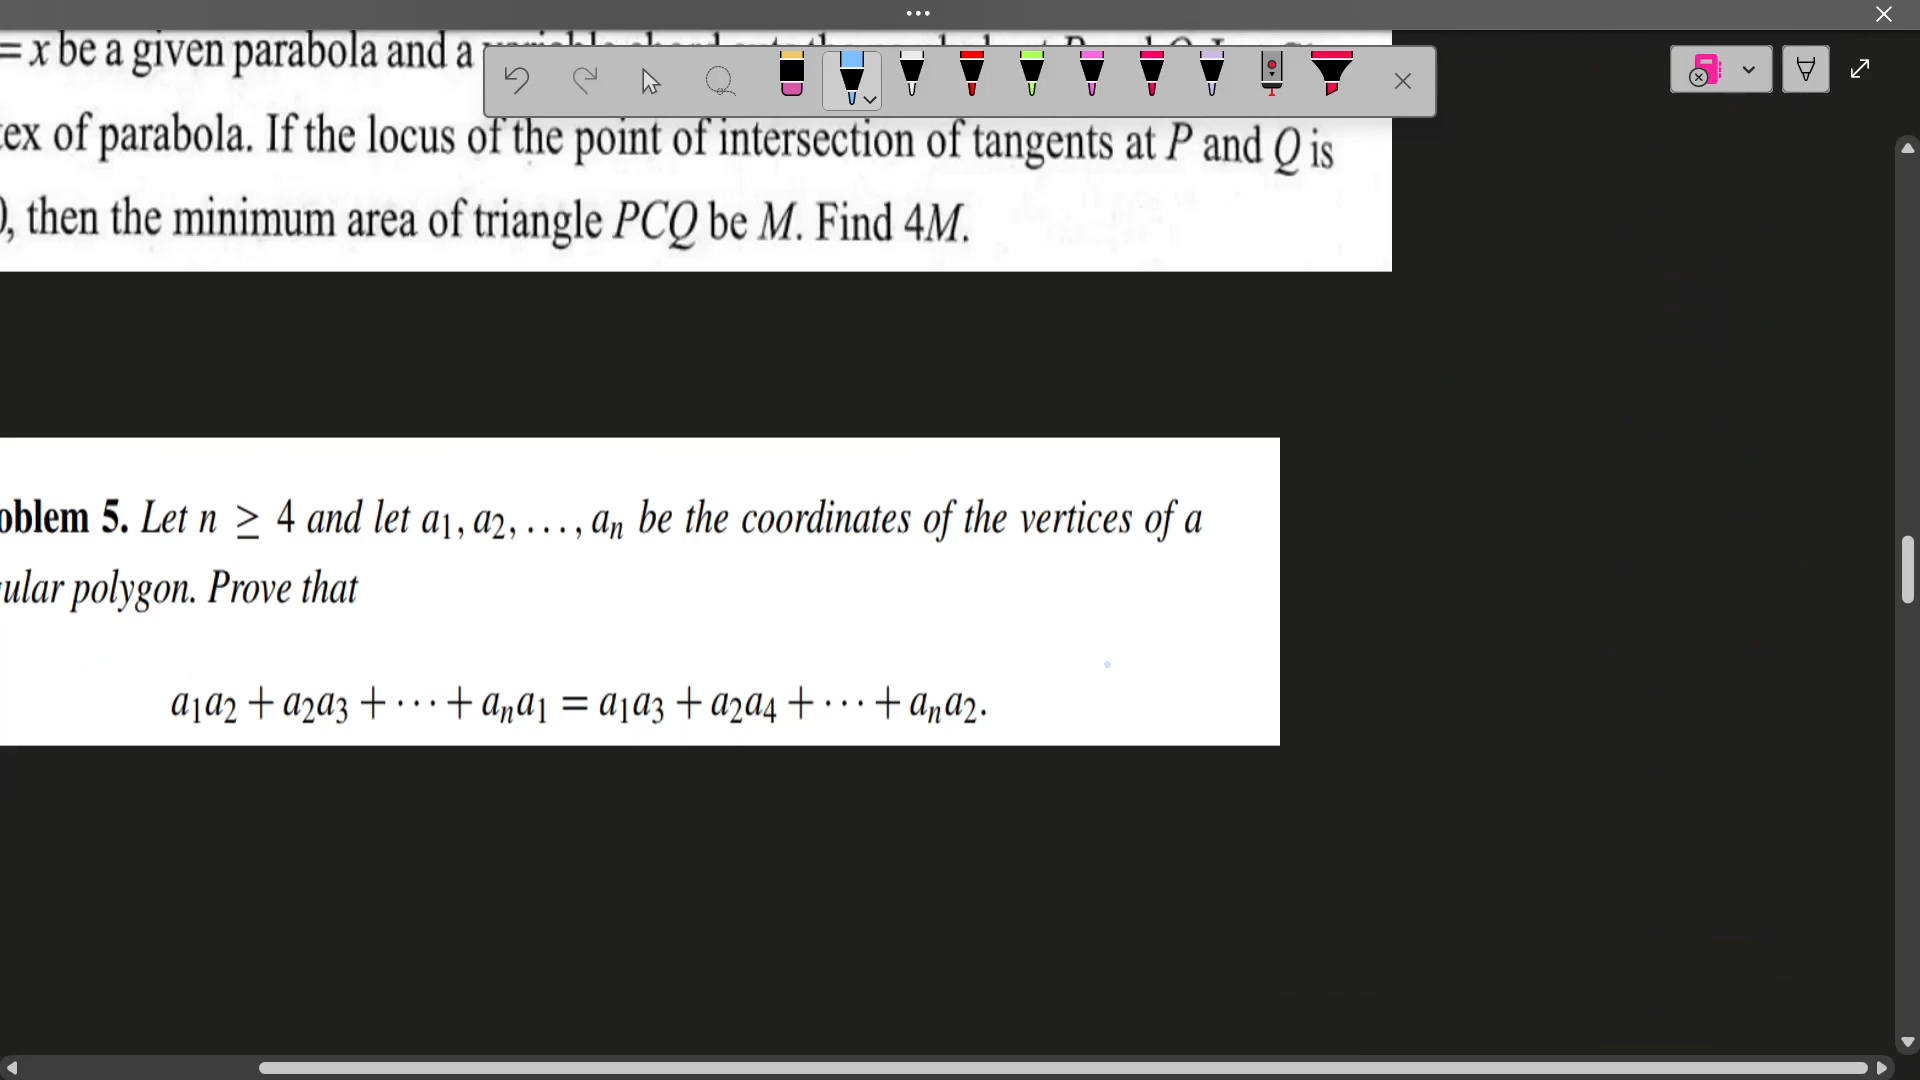 = x be a given parabola and a
ex of parabola. If the locus of the point of intersection of tangents at P and Q is
), then the minimum area of triangle PCQ be M. Find 4M.
oblem 5. Let n ≥ 4 and let a₁, a₂, . . . , aₙ be the coordinates of the vertices of a
ular polygon. Prove that
a₁a₂ + a₂a₃ + · · · + aₙa₁ = a₁a₃ + a₂a₄ + · · · + aₙa₂.